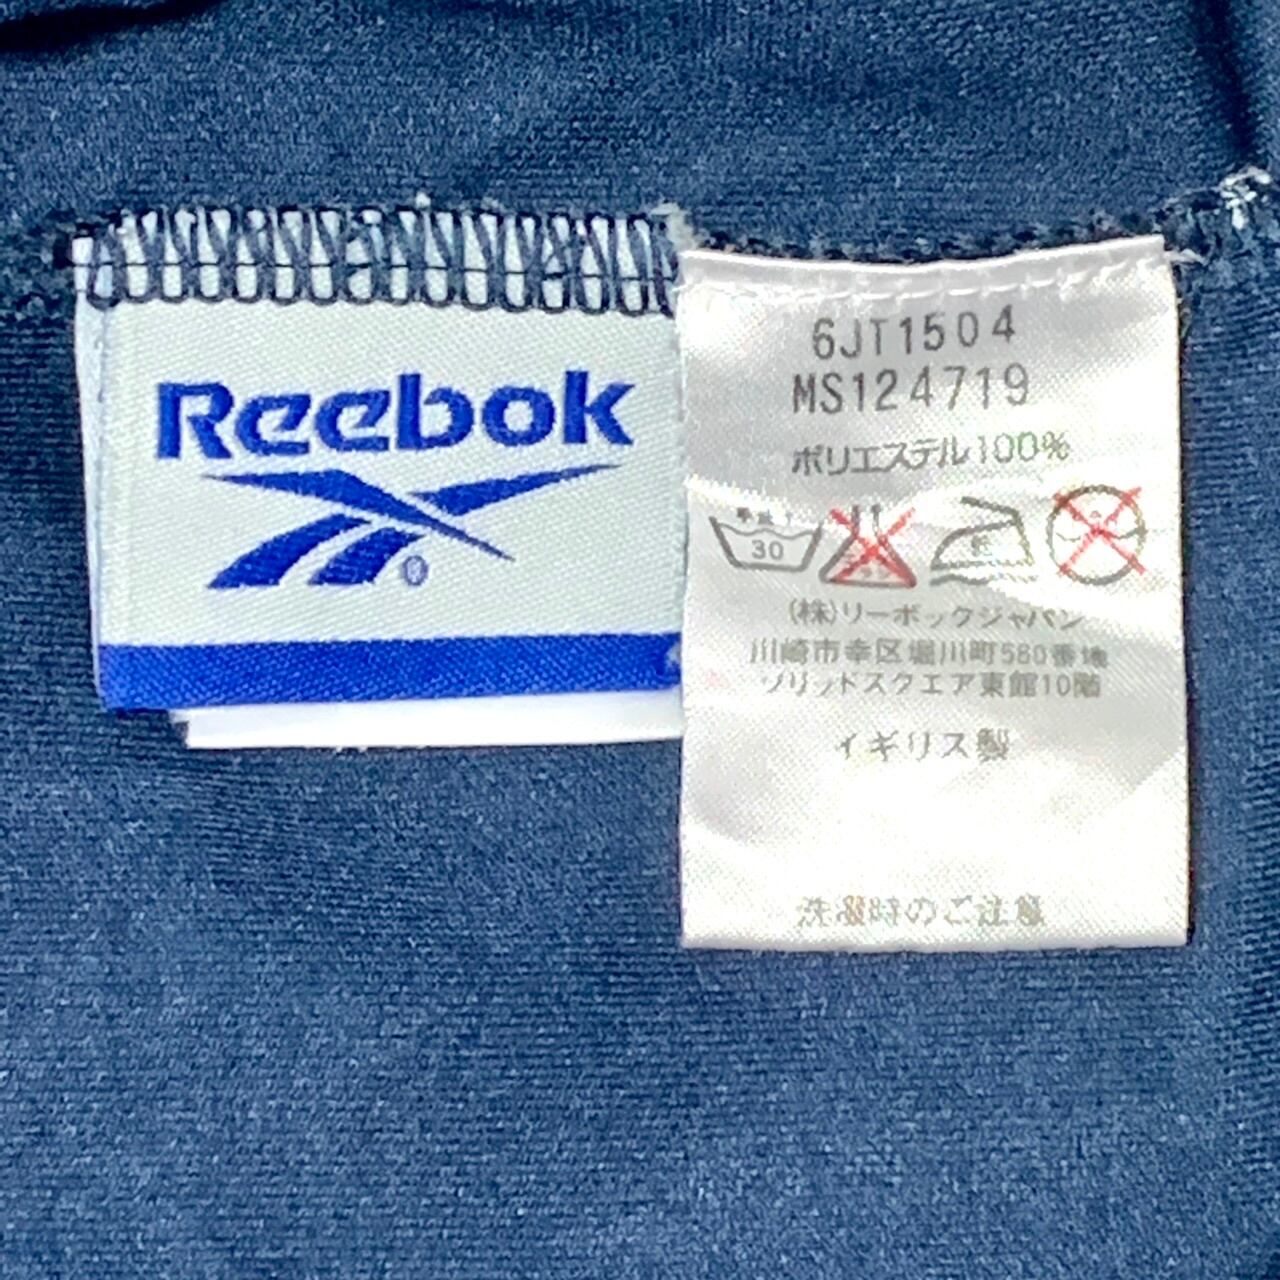 Reebok
®
6JT1504
MS124719
ポリエステル100%
30
(株)リーボックジャパン
川崎市幸区堀川町580番地
ソリッドスクエア東館10階
イギリス製
洗濯時のご注意